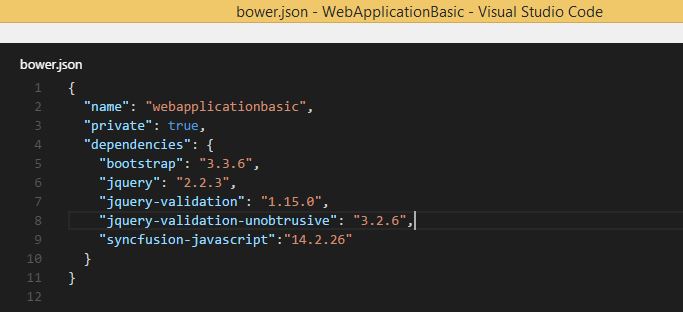 bower.json - WebApplicationBasic - Visual Studio Code
bower.json
1 {
2   "name": "webapplicationbasic",
3   "private": true,
4   "dependencies": {
5     "bootstrap": "3.3.6",
6     "jquery": "2.2.3",
7     "jquery-validation": "1.15.0",
8     "jquery-validation-unobtrusive": "3.2.6",
9     "syncfusion-javascript":"14.2.26"
10   }
11 }
12